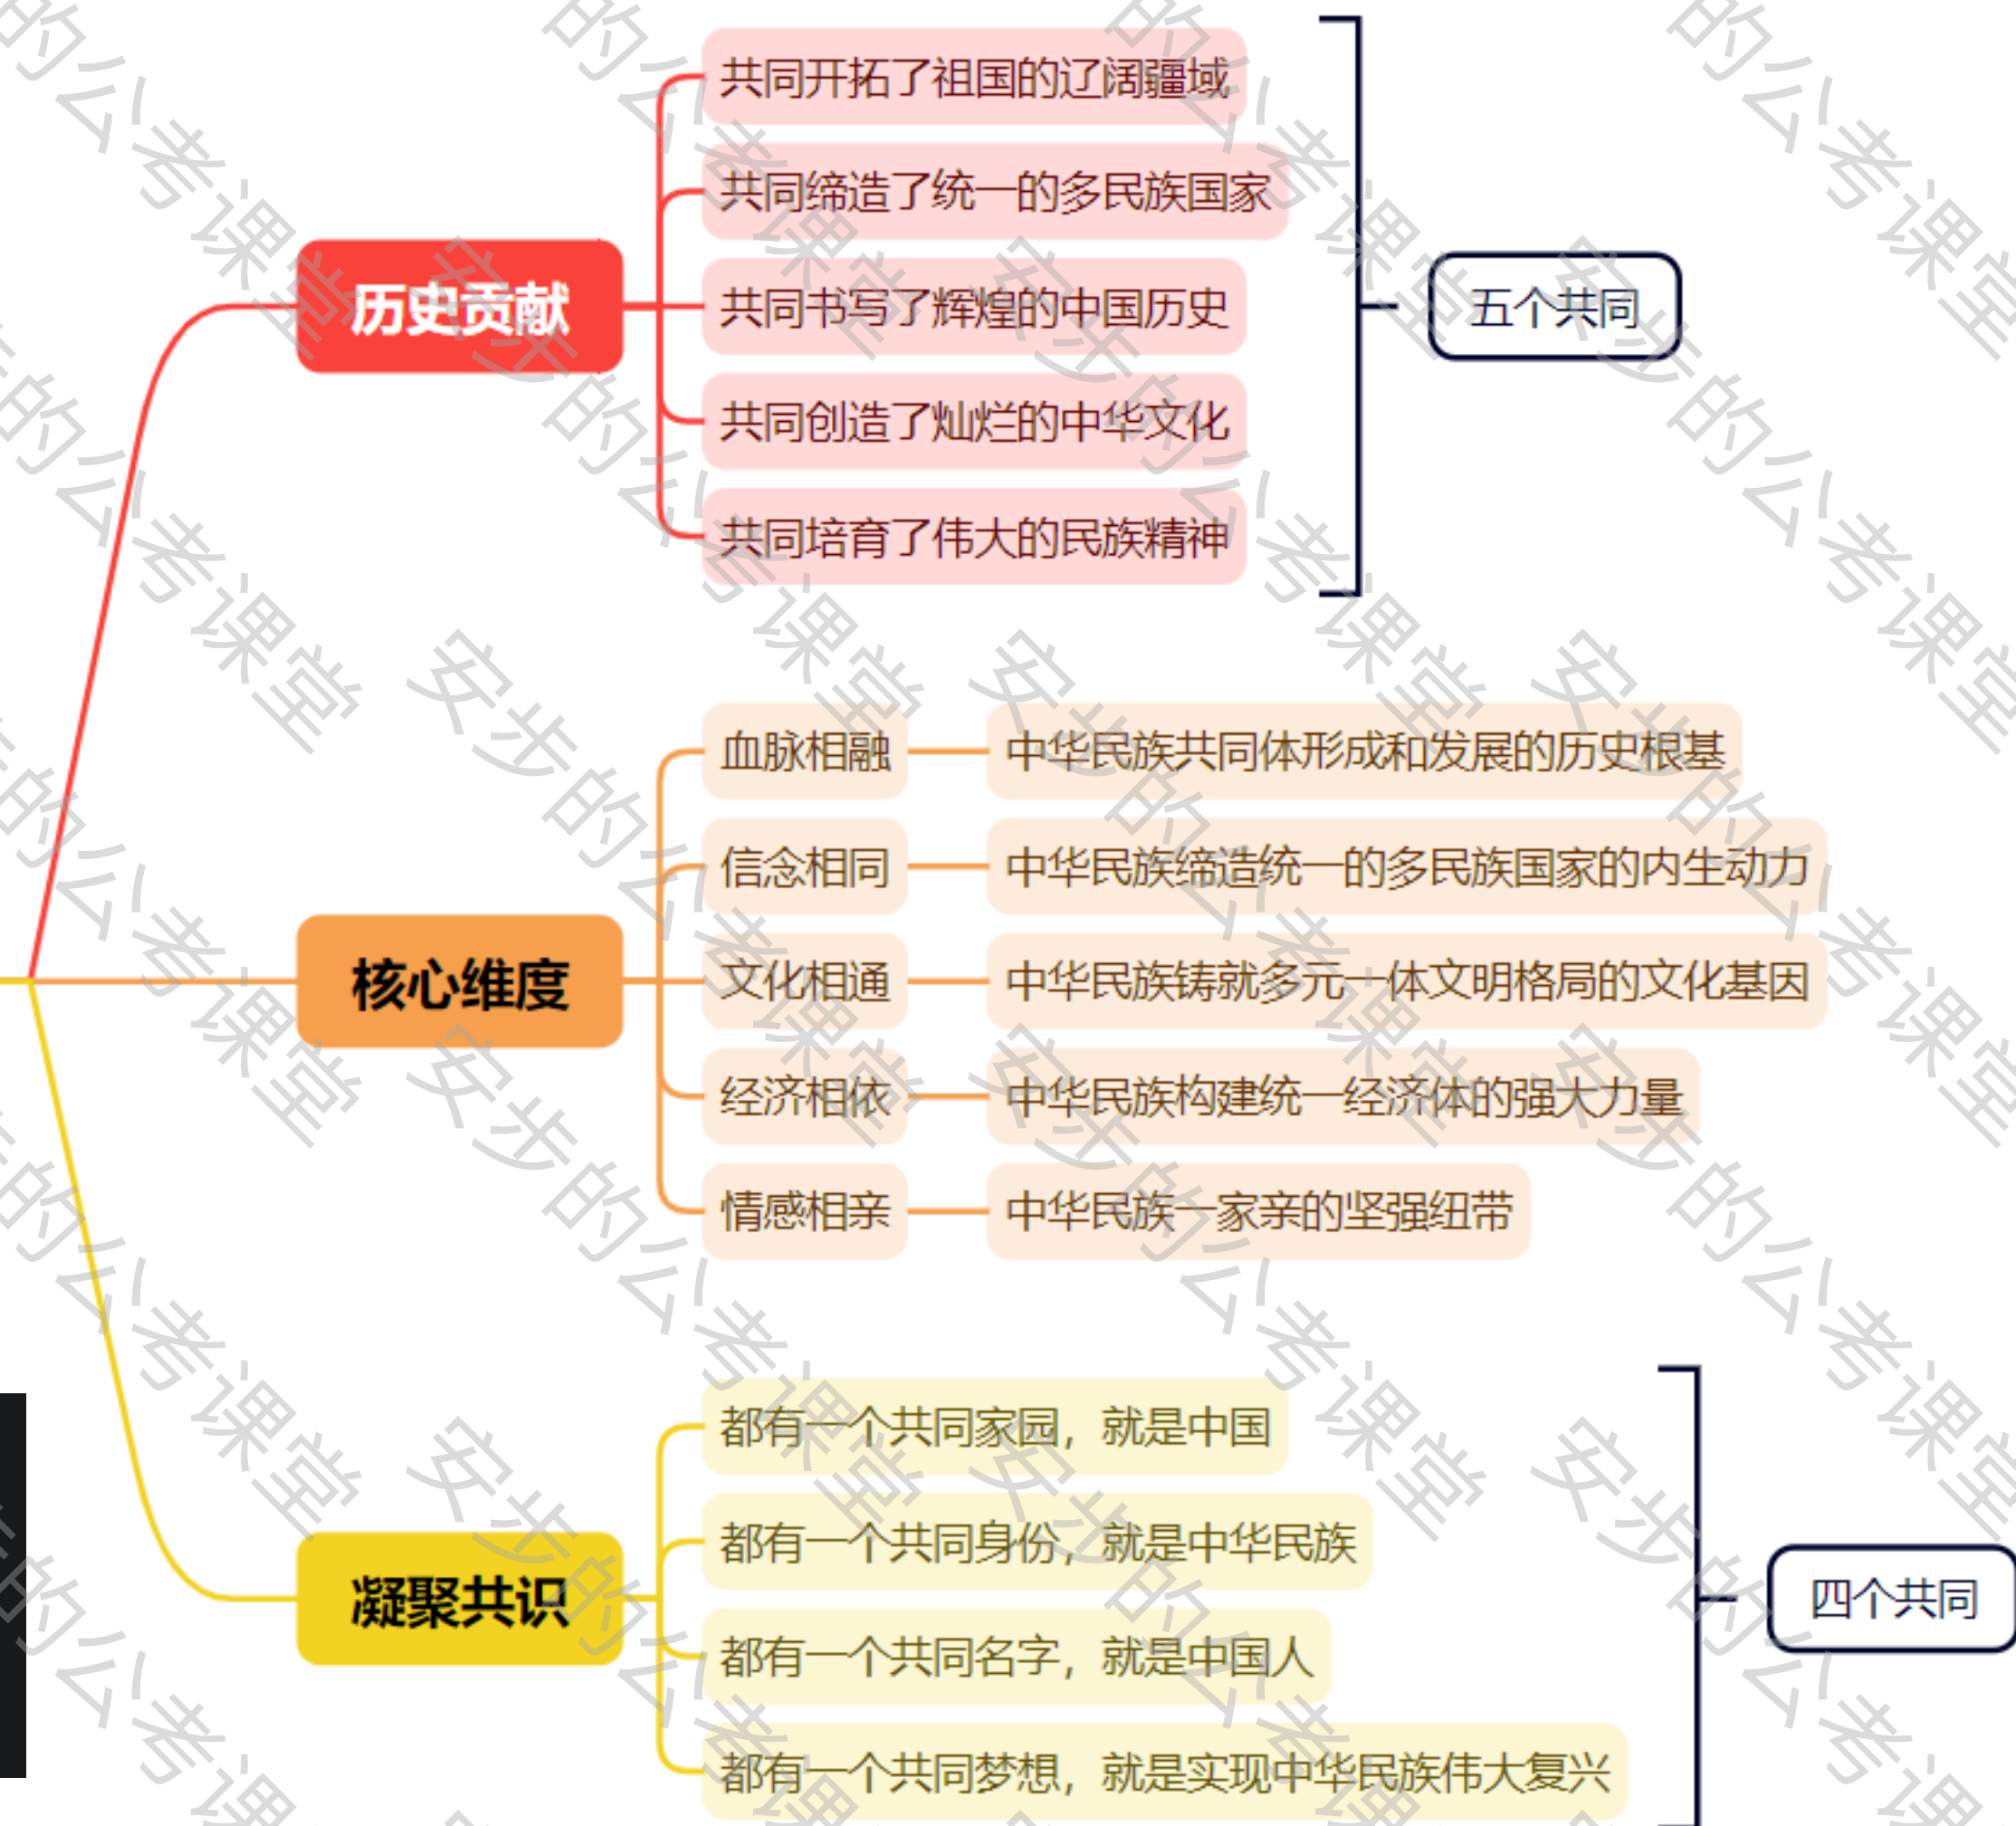 历史贡献
共同开拓了祖国的辽阔疆域
共同缔造了统一的多民族国家
共同书写了辉煌的中国历史
共同创造了灿烂的中华文化
共同培育了伟大的民族精神
五个共同
核心维度
血脉相融
中华民族共同体形成和发展的历史根基
信念相同
中华民族缔造统一的多民族国家的内生动力
文化相通
中华民族铸就多元一体文明格局的文化基因
经济相依
中华民族构建统一经济体的强大力量
情感相亲
中华民族一家亲的坚强纽带
凝聚共识
都有一个共同家园，就是中国
都有一个共同身份，就是中华民族
都有一个共同名字，就是中国人
都有一个共同梦想，就是实现中华民族伟大复兴
四个共同
安步的公考课堂